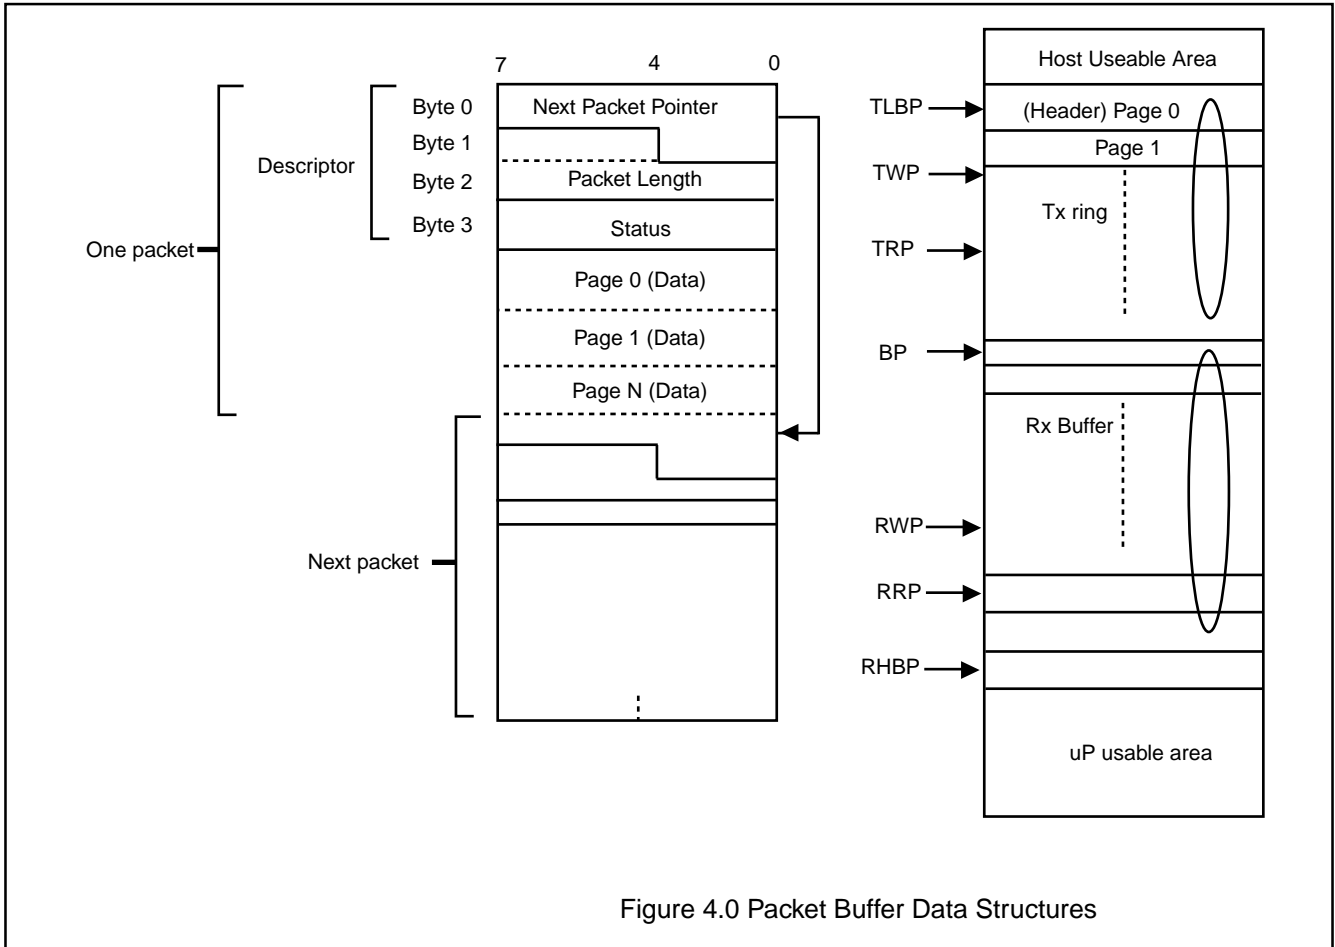 7 4 0
One packet
Descriptor
Byte 0
Byte 1
Byte 2
Byte 3
Next Packet Pointer
Packet Length
Status
Page 0 (Data)
Page 1 (Data)
Page N (Data)
Next packet
TLBP
TWP
TRP
BP
RWP
RRP
RHBP
Host Useable Area
(Header) Page 0
Page 1
Tx ring
Rx Buffer
uP usable area
Figure 4.0 Packet Buffer Data Structures